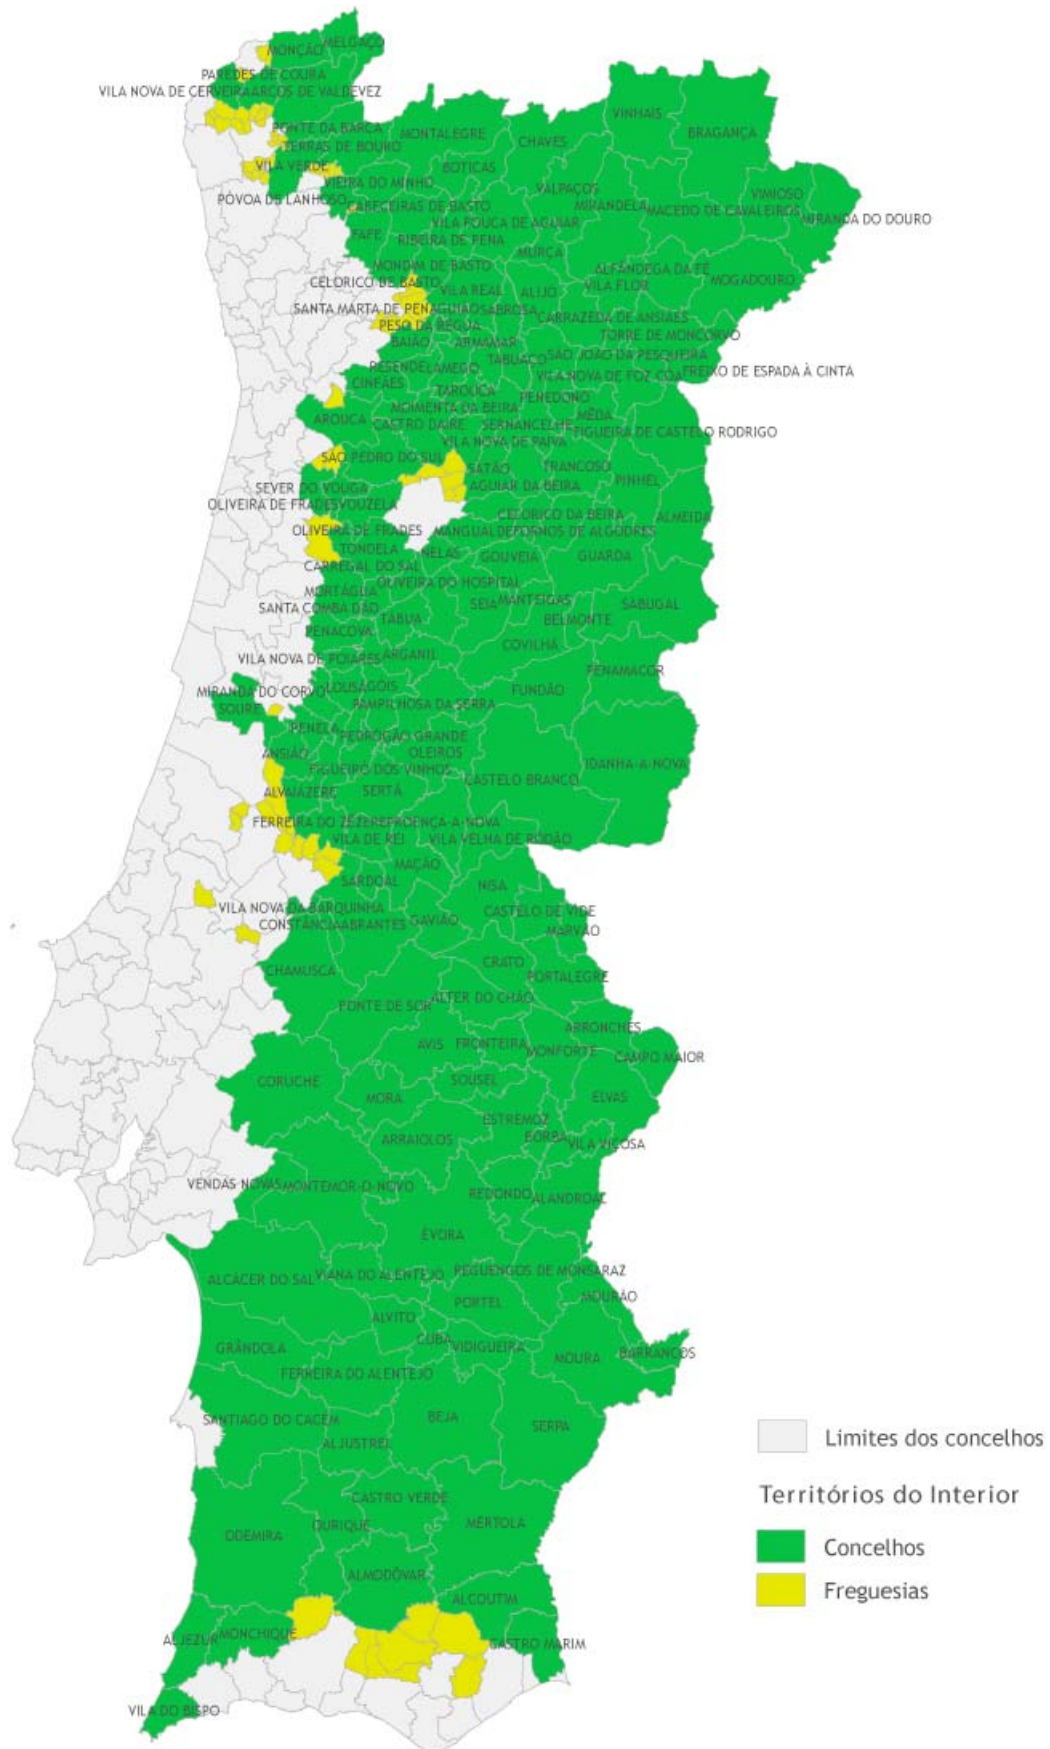 MELGAÇO
MONÇÃO
PAREDES DE COURA
VILA NOVA DE CERVEIRA ARCOS DE VALDEVEZ
VINHAIS
PONTE DA BARCA MONTALEGRE CHAVES BRAGANÇA
TERRAS DE BOURO
VILA VERDE BOTICAS
VIEIRA DO MINHO VALPAÇOS VIMIOSO
PÓVOA DE LANHOSO CABECEIRAS DE BASTO MIRANDELA MACEDO DE CAVALEIROS MIRANDA DO DOURO
VILA POUCA DE AGUIAR
FAFE RIBEIRA DE PENA
MURÇA
MONDIM DE BASTO ALFÂNDEGA DA FÉ
CELORICO DE BASTO VILA REAL ALIJÓ VILA FLOR MOGADOURO
SANTA MARTA DE PENAGUIÃO SABROSA CARRAZEDA DE ANSIÃES
PESO DA RÉGUA TORRE DE MONCORVO
BAIÃO ARMAMAR
RESENDE LAMEGO TABUAÇO SÃO JOÃO DA PESQUEIRA
CINFÃES VILA NOVA DE FOZ CÔA FREIXO DE ESPADA À CINTA
TAROUCA PENEDONO
MOIMENTA DA BEIRA MÊDA
AROUCA CASTRO DAIRE SERNANCELHE FIGUEIRA DE CASTELO RODRIGO
VILA NOVA DE PAIVA
SÃO PEDRO DO SUL SÁTÃO TRANCOSO
SEVER DO VOUGA AGUIAR DA BEIRA PINHEL
OLIVEIRA DE FRADES VOUZELA
CELORICO DA BEIRA ALMEIDA
OLIVEIRA DE FRADES MANGUALDE FORNOS DE ALGODRES
TONDELA NELAS GOUVEIA GUARDA
CARREGAL DO SAL
OLIVEIRA DO HOSPITAL
MORTÁGUA
SANTA COMBA DÃO SEIA MANTEIGAS SABUGAL
TÁBUA BELMONTE
PENACOVA
COVILHÃ
VILA NOVA DE POIARES ARGANIL
PENAMACOR
MIRANDA DO CORVO LOUSÃ GÓIS FUNDÃO
SOURE PAMPILHOSA DA SERRA
PENELA PEDROGÃO GRANDE
ANSIÃO OLEIROS
FIGUEIRÓ DOS VINHOS IDANHA-A-NOVA
ALVAIÁZERE SERTÃ CASTELO BRANCO
FERREIRA DO ZÊZERE PROENÇA-A-NOVA
VILA DE REI VILA VELHA DE RODÃO
MAÇÃO
SARDOAL NISA
VILA NOVA DA BARQUINHA CASTELO DE VIDE
CONSTÂNCIA ABRANTES GAVIÃO MARVÃO
CHAMUSCA CRATO
PORTALEGRE
PONTE DE SOR ALTER DO CHÃO
ARRONCHES
AVIS FRONTEIRA MONFORTE CAMPO MAIOR
CORUCHE SOUSEL
MORA ELVAS
ESTREMOZ
ARRAIOLOS BORBA VILA VIÇOSA
VENDAS NOVAS MONTEMOR-O-NOVO REDONDO ALANDROAL
ÉVORA
ALCÁCER DO SAL VIANA DO ALENTEJO REGUENGOS DE MONSARAZ
PORTEL MOURÃO
ALVITO
GRÂNDOLA CUBA VIDIGUEIRA MOURA BARRANCOS
FERREIRA DO ALENTEJO
SANTIAGO DO CACÉM BEJA SERPA
ALJUSTREL
CASTRO VERDE
ODEMIRA OURIQUE MÉRTOLA
ALMODÔVAR
ALCOUTIM
ALJEZUR MONCHIQUE CASTRO MARIM
VILA DO BISPO
Limites dos concelhos
Territórios do Interior
Concelhos
Freguesias